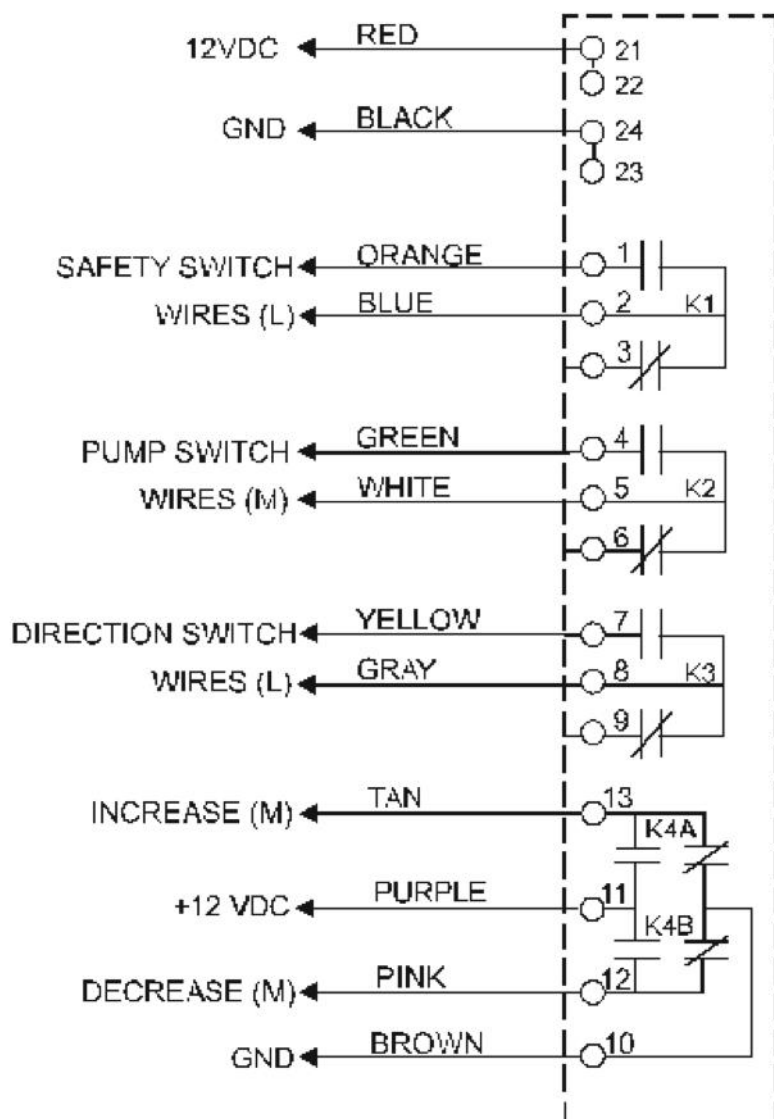 12VDC RED 21
22
GND BLACK 24
23
SAFETY SWITCH ORANGE 1
WIRES (L) BLUE 2 K1
3
PUMP SWITCH GREEN 4
WIRES (M) WHITE 5 K2
6
DIRECTION SWITCH YELLOW 7
WIRES (L) GRAY 8 K3
9
INCREASE (M) TAN 13
K4A
+12 VDC PURPLE 11
K4B
DECREASE (M) PINK 12
GND BROWN 10